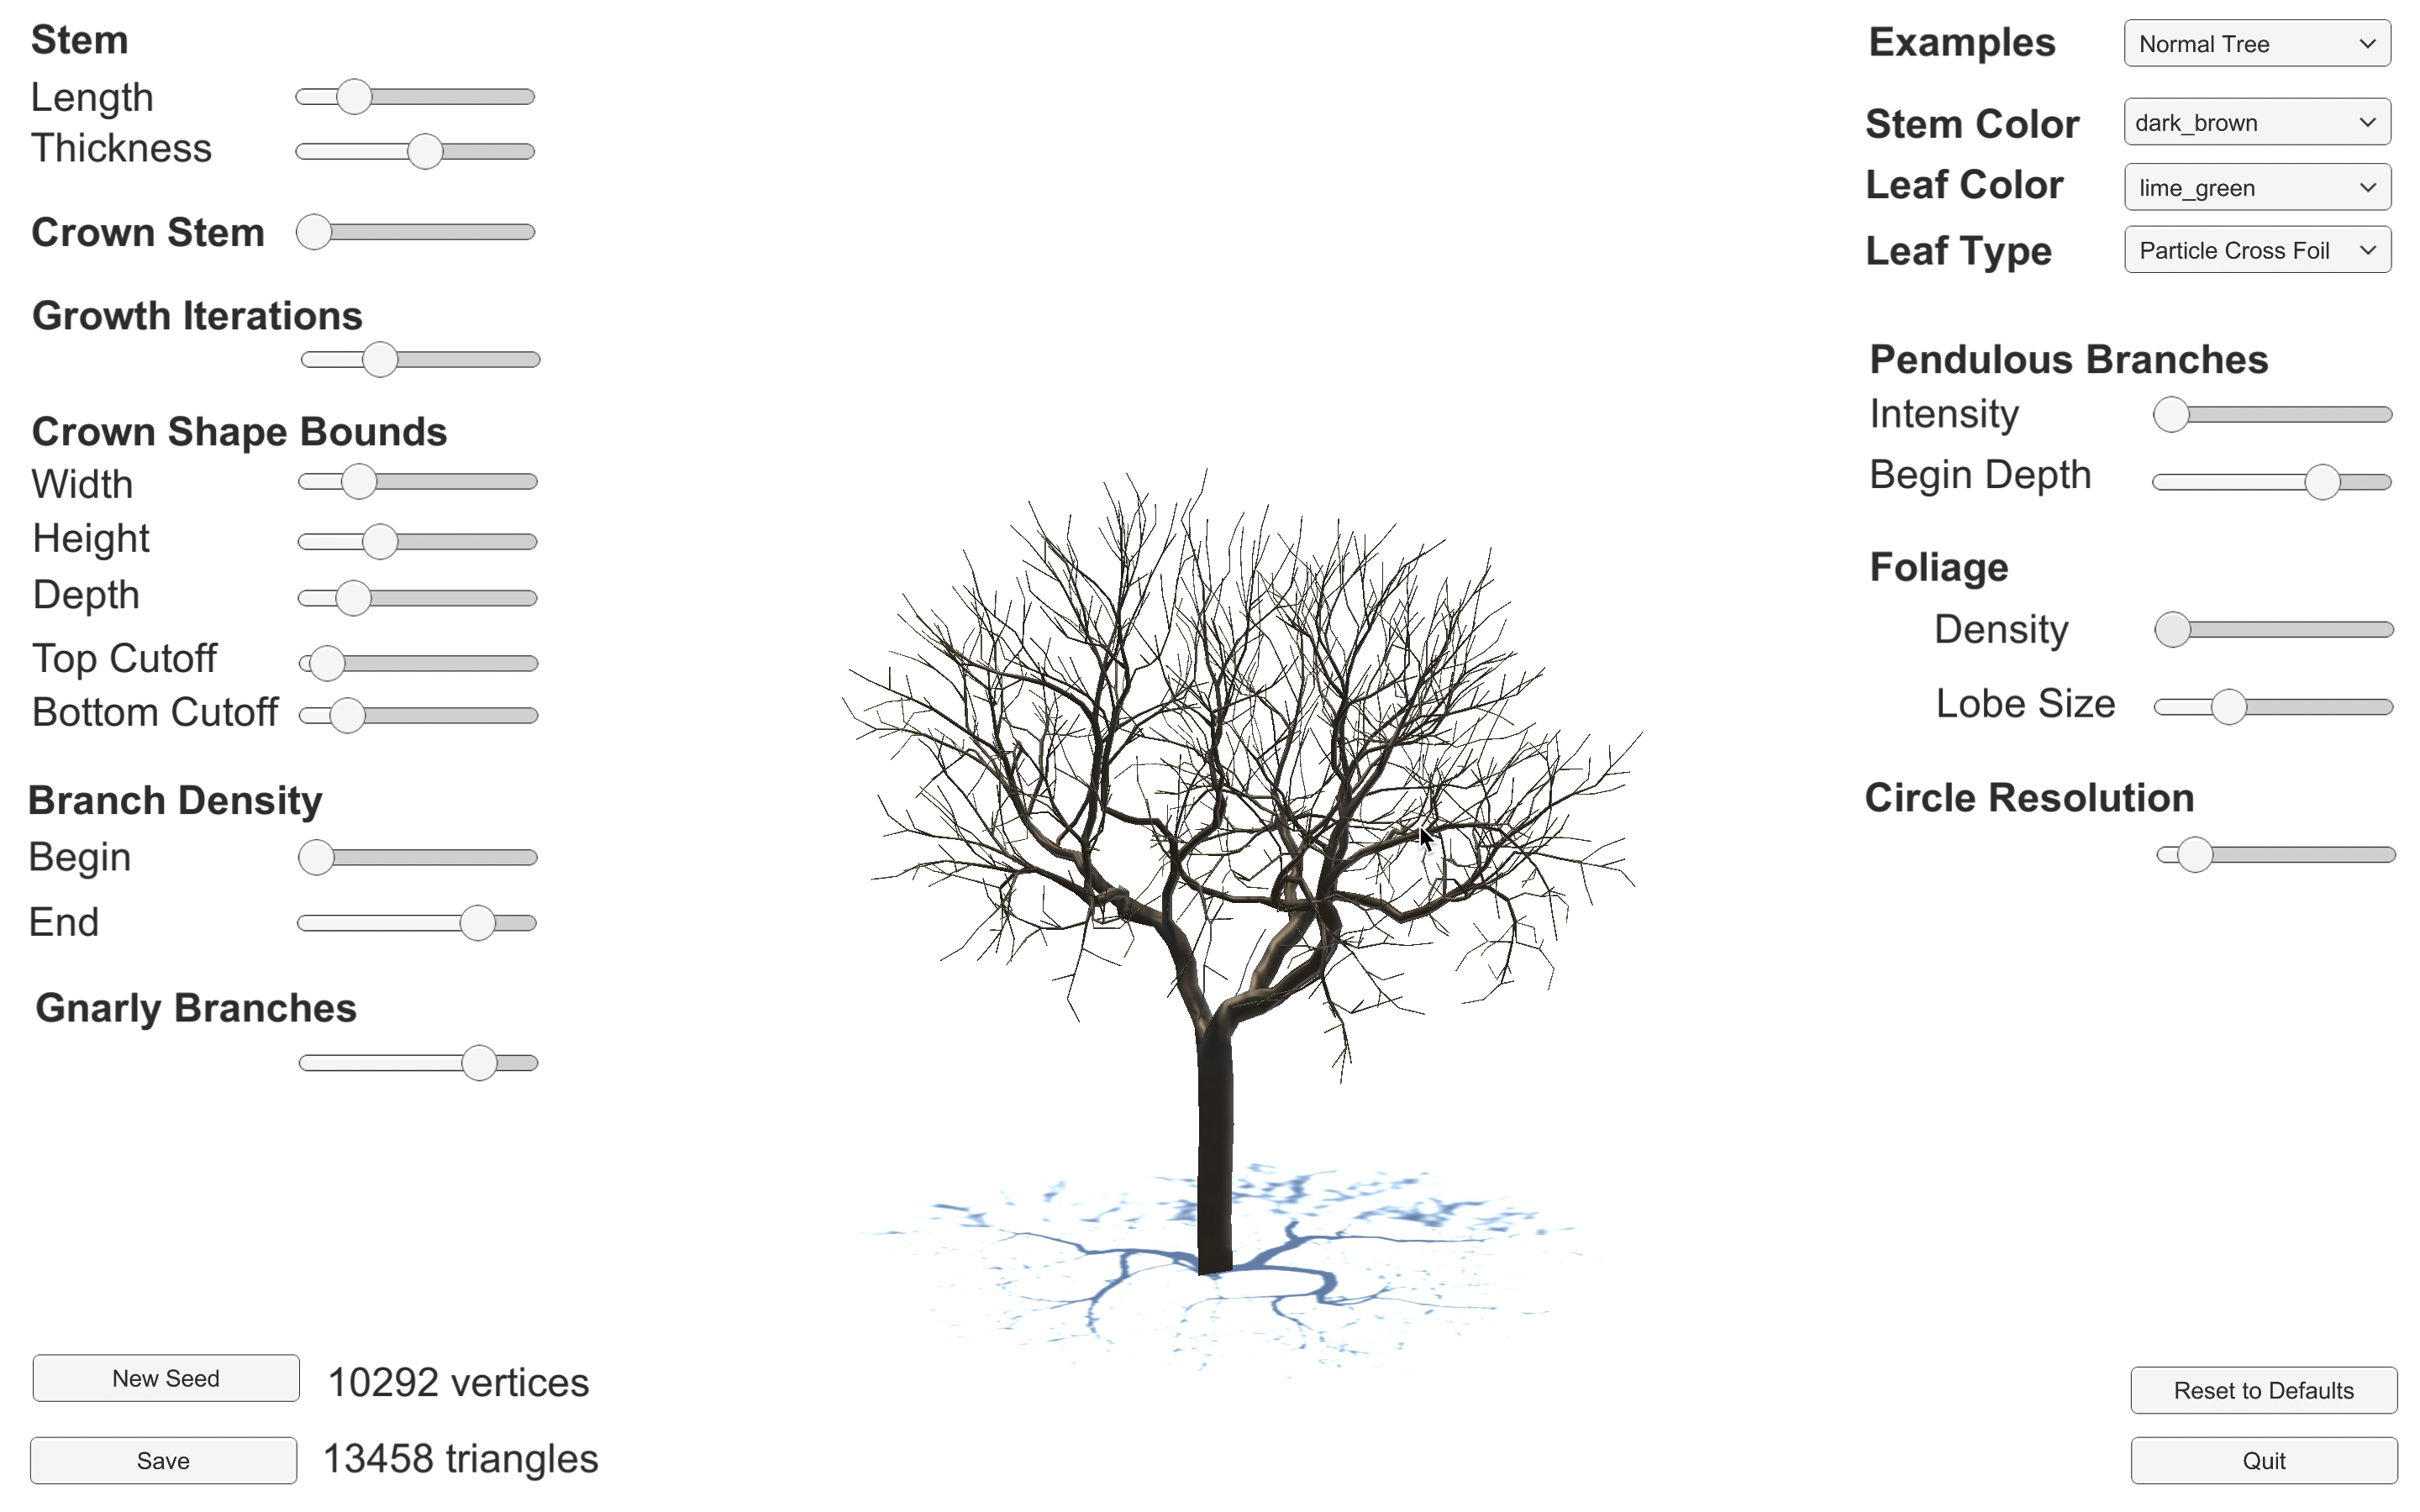 Stem
Length
Thickness
Crown Stem
Growth Iterations
Crown Shape Bounds
Width
Height
Depth
Top Cutoff
Bottom Cutoff
Branch Density
Begin
End
Gnarly Branches
New Seed
10292 vertices
Save
13458 triangles
Examples
Normal Tree
Stem Color
dark_brown
Leaf Color
lime_green
Leaf Type
Particle Cross Foil
Pendulous Branches
Intensity
Begin Depth
Foliage
Density
Lobe Size
Circle Resolution
Reset to Defaults
Quit